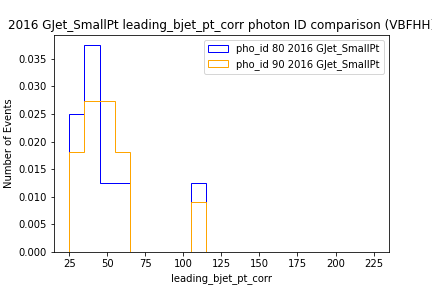 2016 GJet_SmallPt leading_bjet_pt_corr photon ID comparison (VBFHH)
pho_id 80 2016 GJet_SmallPt
pho_id 90 2016 GJet_SmallPt
Number of Events
0.035
0.030
0.025
0.020
0.015
0.010
0.005
0.000
25 50 75 100 125 150 175 200 225
leading_bjet_pt_corr